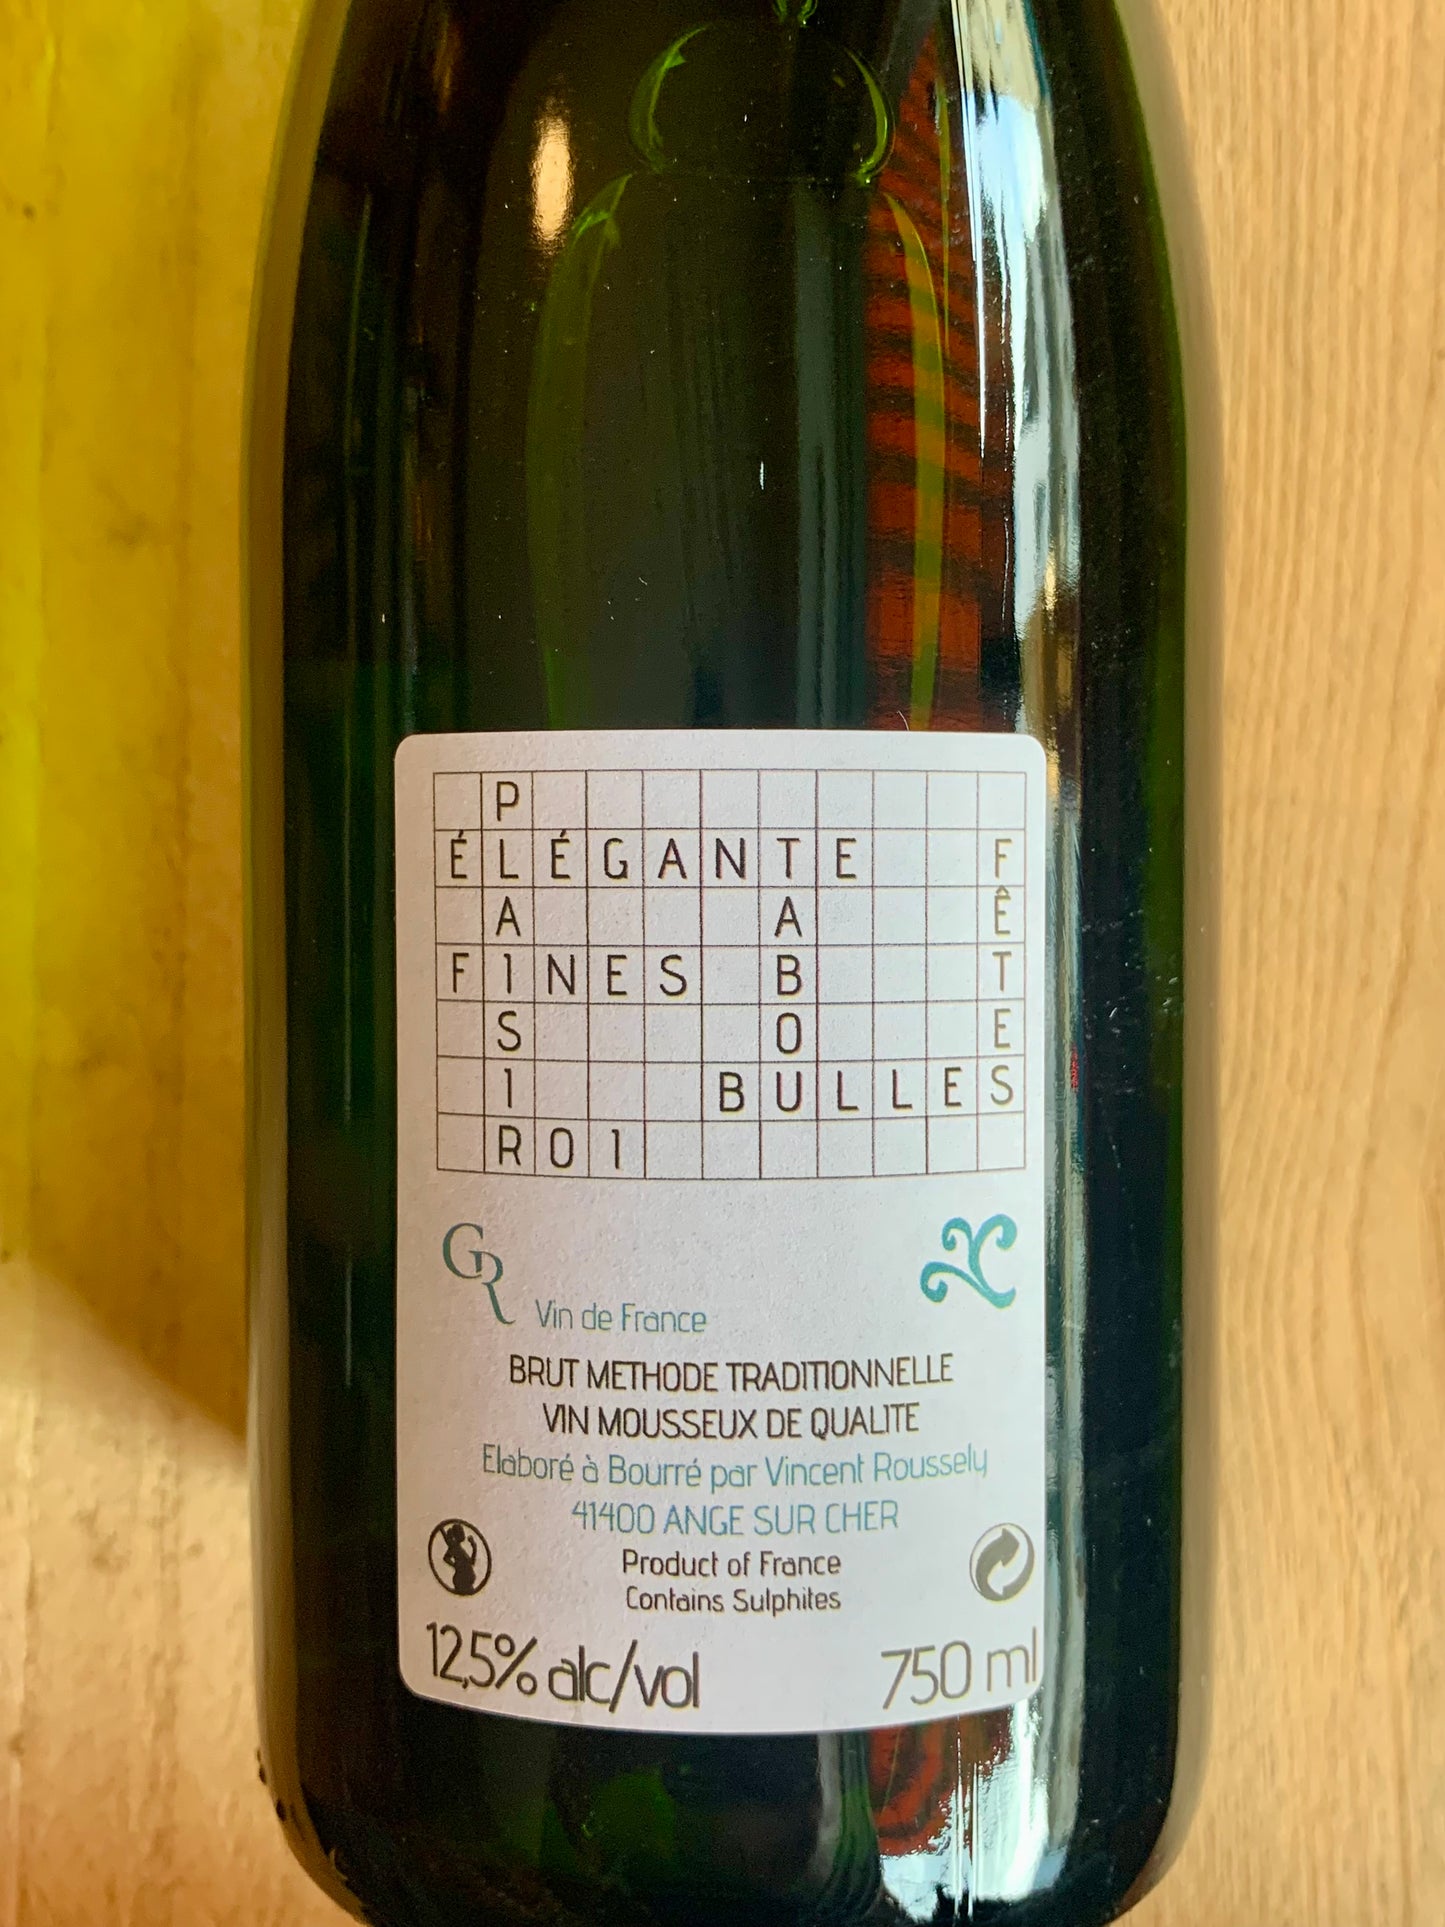 P
ÉLÉGANTE F
A A Ê
FINES B T
S O E
I BULLES
ROI
GR
Vin de France
BRUT METHODE TRADITIONNELLE
VIN MOUSSEUX DE QUALITE
Elaboré à Bourré par Vincent Roussely
41400 ANGE SUR CHER
Product of France
Contains Sulphites
12,5% alc/vol 750 ml